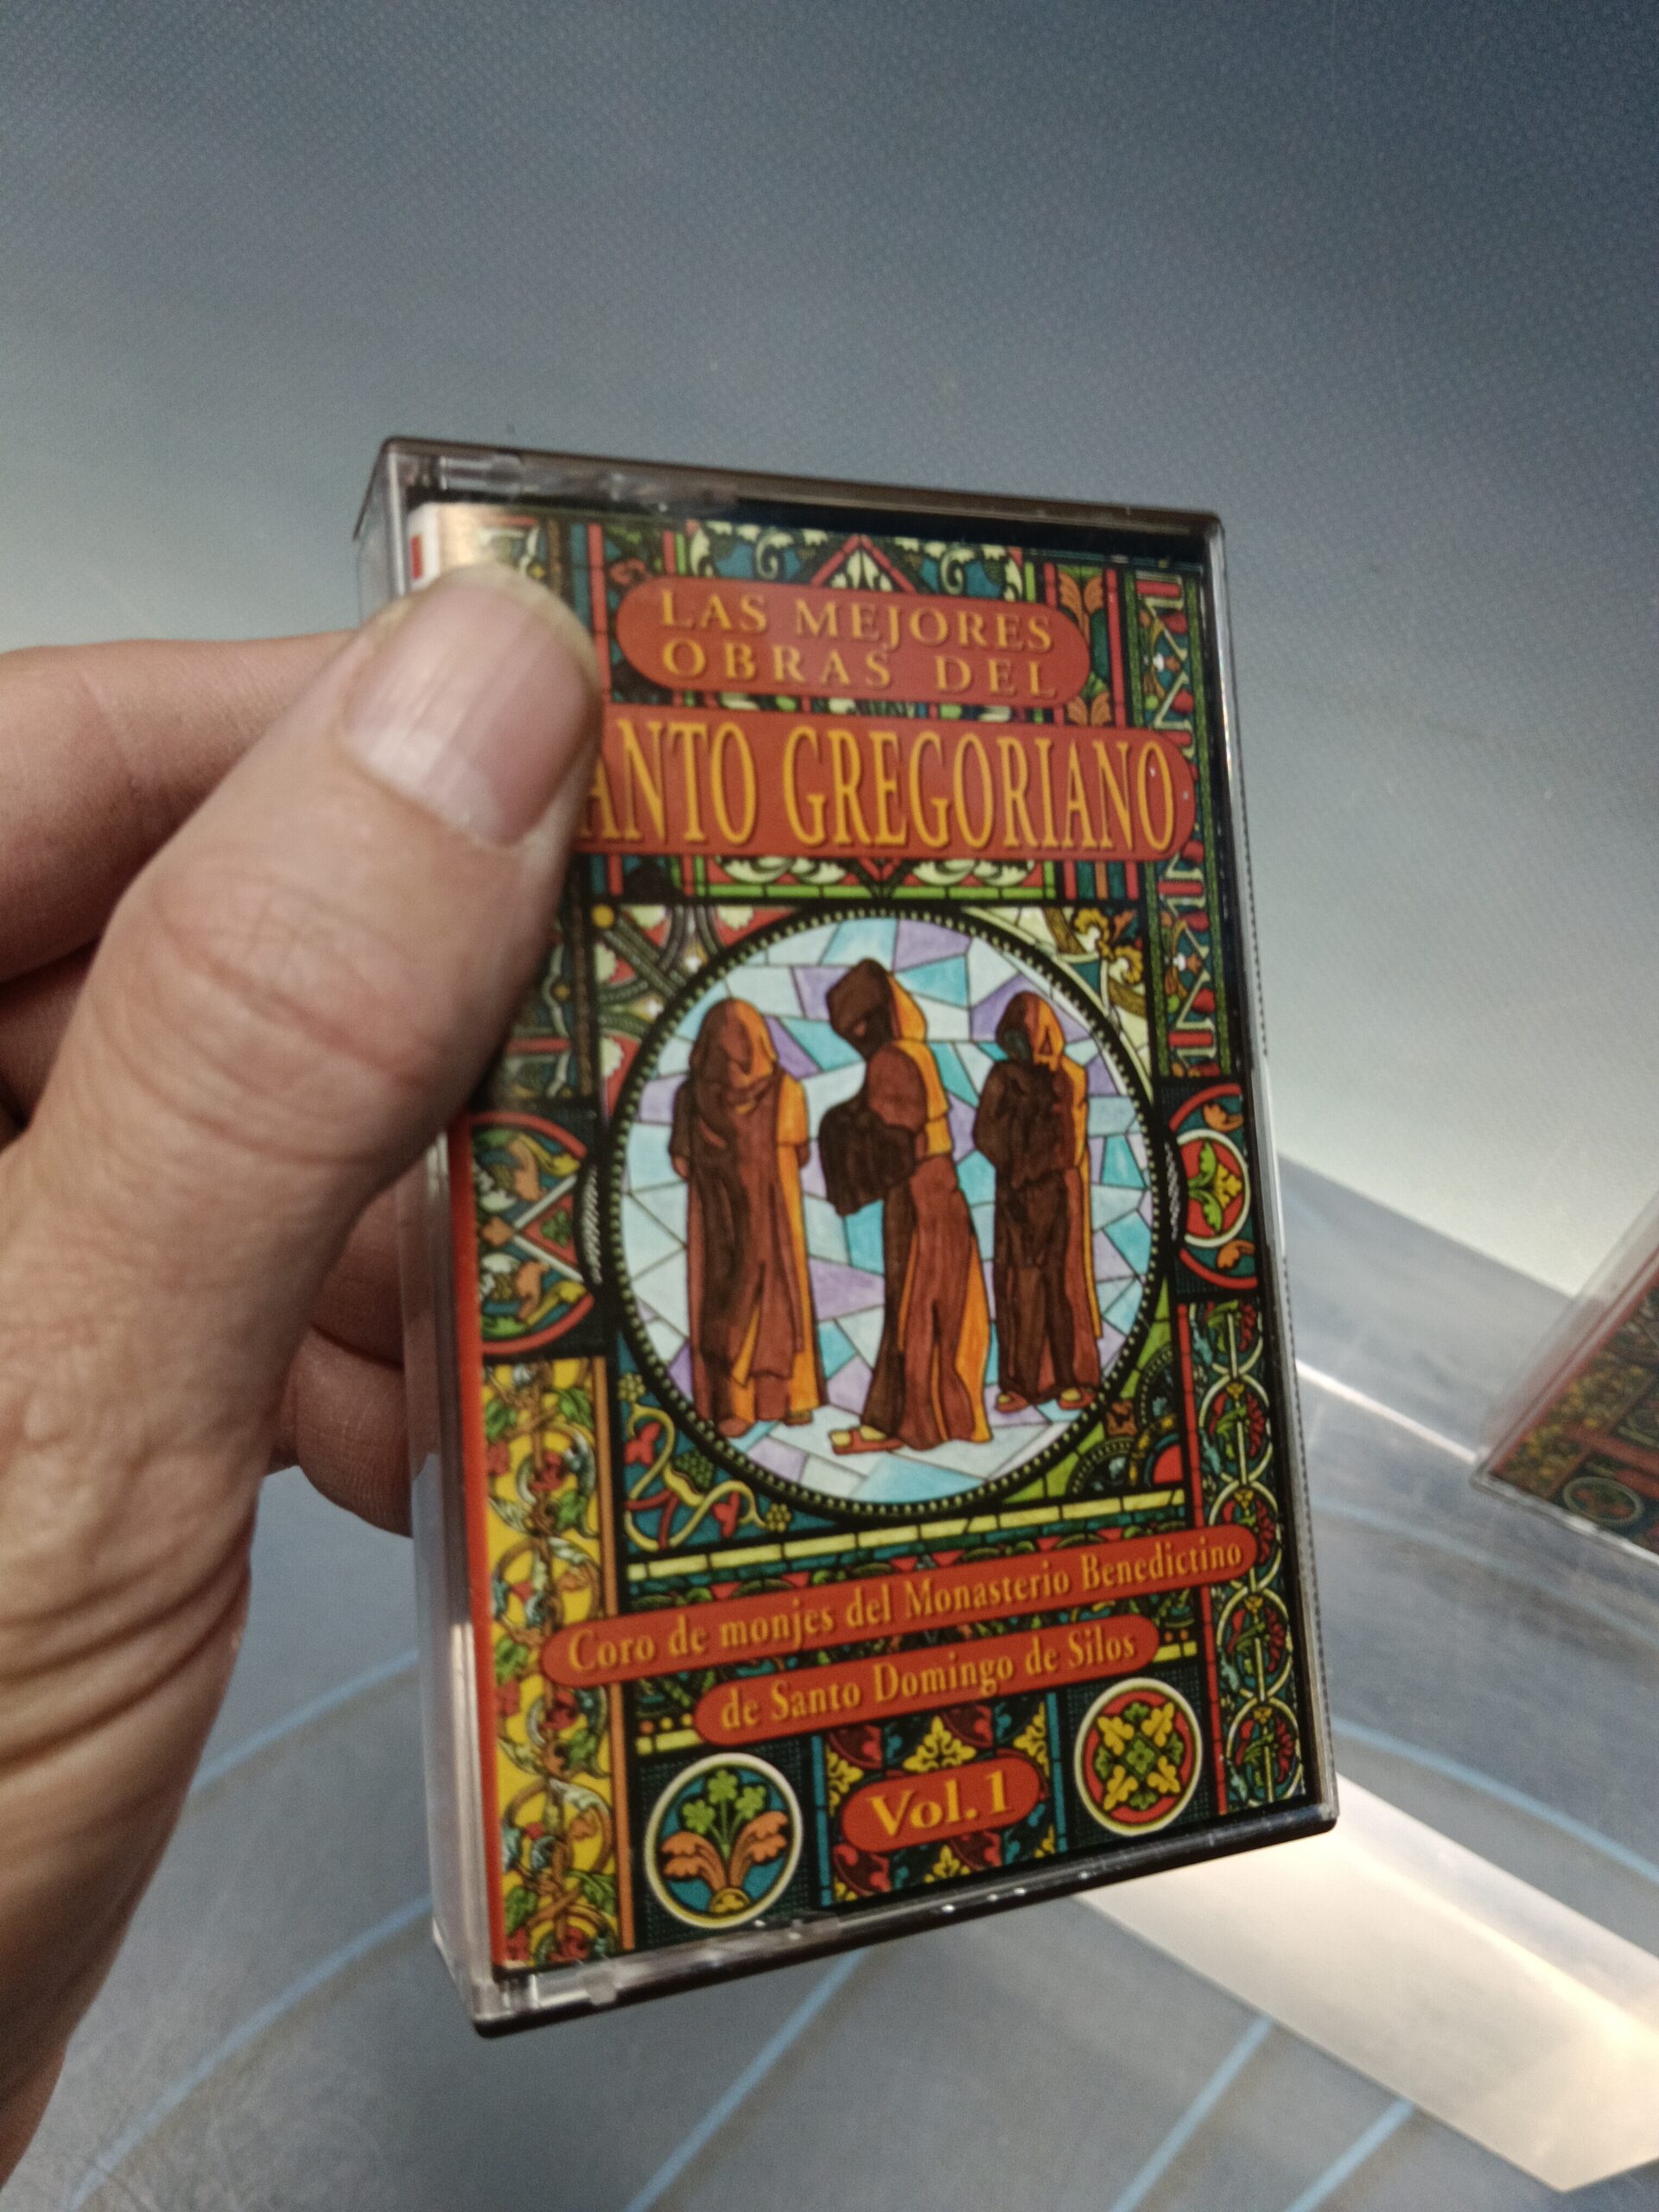 LAS MEJORES
OBRAS DEL
ANTO GREGORIANO
Coro de monjes del Monasterio Benedictino
de Santo Domingo de Silos
Vol. 1